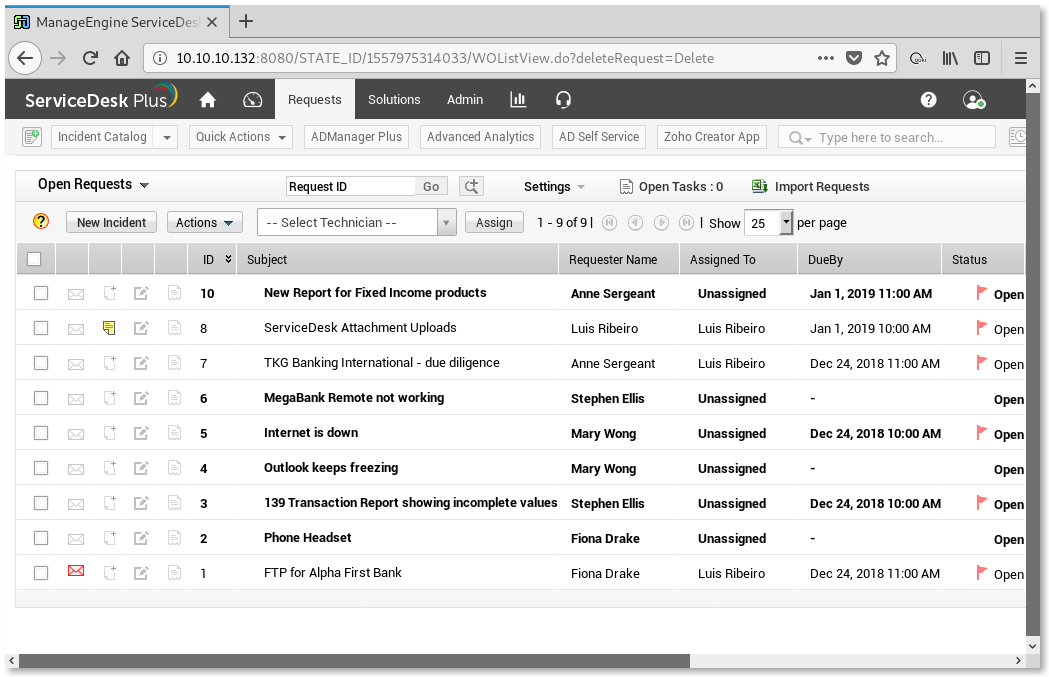 ManageEngine ServiceDes
10.10.10.132:8080/STATE_ID/1557975314033/WOListView.do?deleteRequest=Delete
ServiceDesk Plus Requests Solutions Admin
Incident Catalog Quick Actions ADManager Plus Advanced Analytics AD Self Service Zoho Creator App Type here to search...
Open Requests Request ID Go Settings Open Tasks : 0 Import Requests
New Incident Actions -- Select Technician -- Assign 1 - 9 of 9 | | Show 25 per page
ID Subject Requester Name Assigned To DueBy Status
10 New Report for Fixed Income products Anne Sergeant Unassigned Jan 1, 2019 11:00 AM Open
8 ServiceDesk Attachment Uploads Luis Ribeiro Luis Ribeiro Jan 1, 2019 10:00 AM Open
7 TKG Banking International - due diligence Anne Sergeant Luis Ribeiro Dec 24, 2018 11:00 AM Open
6 MegaBank Remote not working Stephen Ellis Unassigned - Open
5 Internet is down Mary Wong Unassigned Dec 24, 2018 10:00 AM Open
4 Outlook keeps freezing Mary Wong Unassigned - Open
3 139 Transaction Report showing incomplete values Stephen Ellis Unassigned Dec 24, 2018 10:00 AM Open
2 Phone Headset Fiona Drake Unassigned - Open
1 FTP for Alpha First Bank Fiona Drake Luis Ribeiro Dec 24, 2018 11:00 AM Open